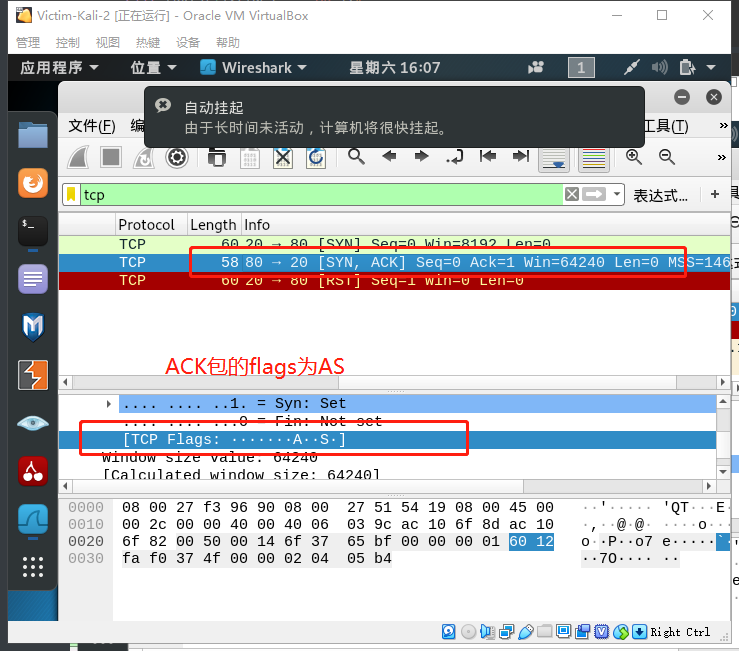 Victim-Kali-2 [正在运行] - Oracle VM VirtualBox
管理 控制 视图 热键 设备 帮助
应用程序 位置 Wireshark 星期六 16:07 1
自动挂起
由于长时间未活动，计算机将很快挂起。
文件(F) 编 工具(T) »
»
tcp 表达式… +
Protocol Length Info
TCP 60 20 → 80 [SYN] Seq=0 Win=8192 Len=0
TCP 58 80 → 20 [SYN, ACK] Seq=0 Ack=1 Win=64240 Len=0 MSS=146
TCP 60 20 → 80 [RST] Seq=1 Win=0 Len=0
ACK包的flags为AS
.... .... ..1. = Syn: Set
.... .... ...0 = Fin: Not set
[TCP Flags: ·······A··S·]
Window size value: 64240
[Calculated window size: 64240]
0000 08 00 27 f3 96 90 08 00 27 51 54 19 08 00 45 00 ··'····· 'QT···E·
0010 00 2c 00 00 40 00 40 06 03 9c ac 10 6f 8d ac 10 ·,··@·@· ····o···
0020 6f 82 00 50 00 14 6f 37 65 bf 00 00 00 01 60 12 o··P··o7 e·····`·
0030 fa f0 37 4f 00 00 02 04 05 b4 ··7O···· ··
Right Ctrl